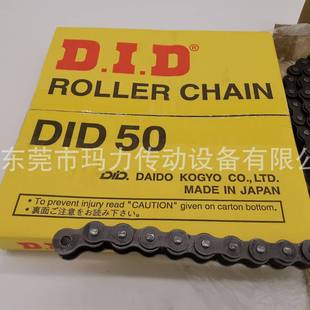 D.I.D®
ROLLER CHAIN
DID 50
东莞市玛力传动设备有限公司
D.I.D. DAIDO KOGYO CO.,LTD.
MADE IN JAPAN
• To prevent injury read "CAUTION" given on carton bottom.
• 裏面ご注意をお読み下さい。